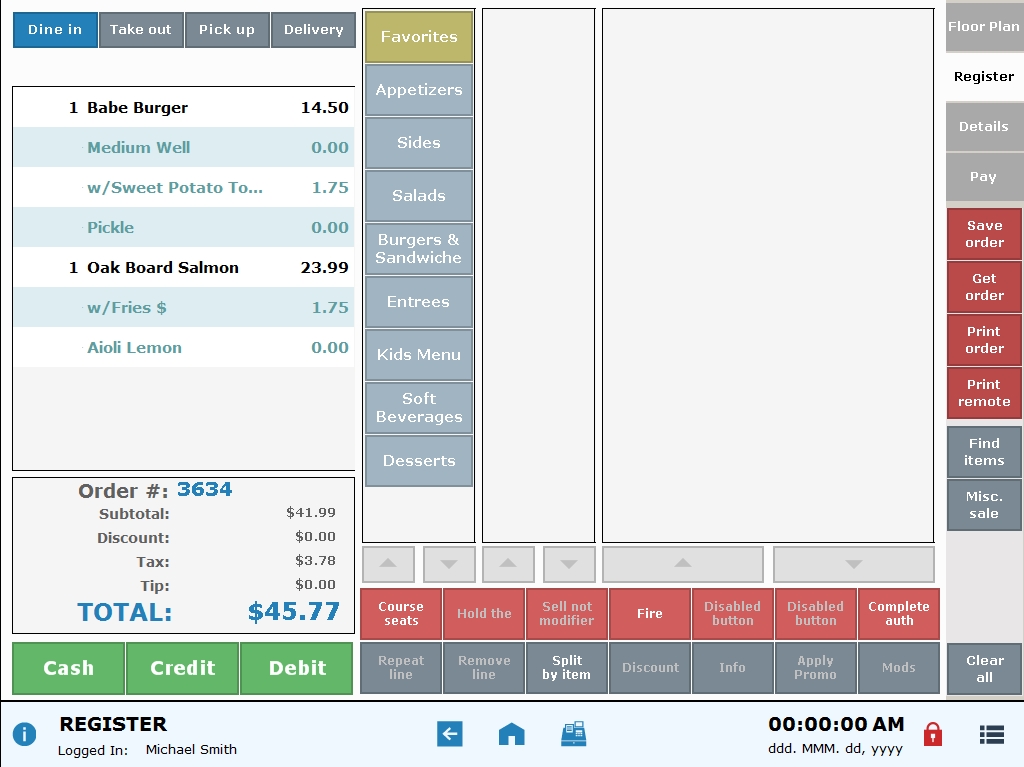 Dine in
Take out
Pick up
Delivery
1 Babe Burger 14.50
Medium Well 0.00
w/Sweet Potato To... 1.75
Pickle 0.00
1 Oak Board Salmon 23.99
w/Fries $ 1.75
Aioli Lemon 0.00
Order #: 3634
Subtotal: $41.99
Discount: $0.00
Tax: $3.78
Tip: $0.00
TOTAL: $45.77
Cash
Credit
Debit
Favorites
Appetizers
Sides
Salads
Burgers &
Sandwiche
Entrees
Kids Menu
Soft
Beverages
Desserts
Course
seats
Hold the
Sell not
modifier
Fire
Disabled
button
Disabled
button
Complete
auth
Repeat
line
Remove
line
Split
by item
Discount
Info
Apply
Promo
Mods
Floor Plan
Register
Details
Pay
Save
order
Get
order
Print
order
Print
remote
Find
items
Misc.
sale
Clear
all
REGISTER
Logged In: Michael Smith
00:00:00 AM
ddd. MMM. dd, yyyy